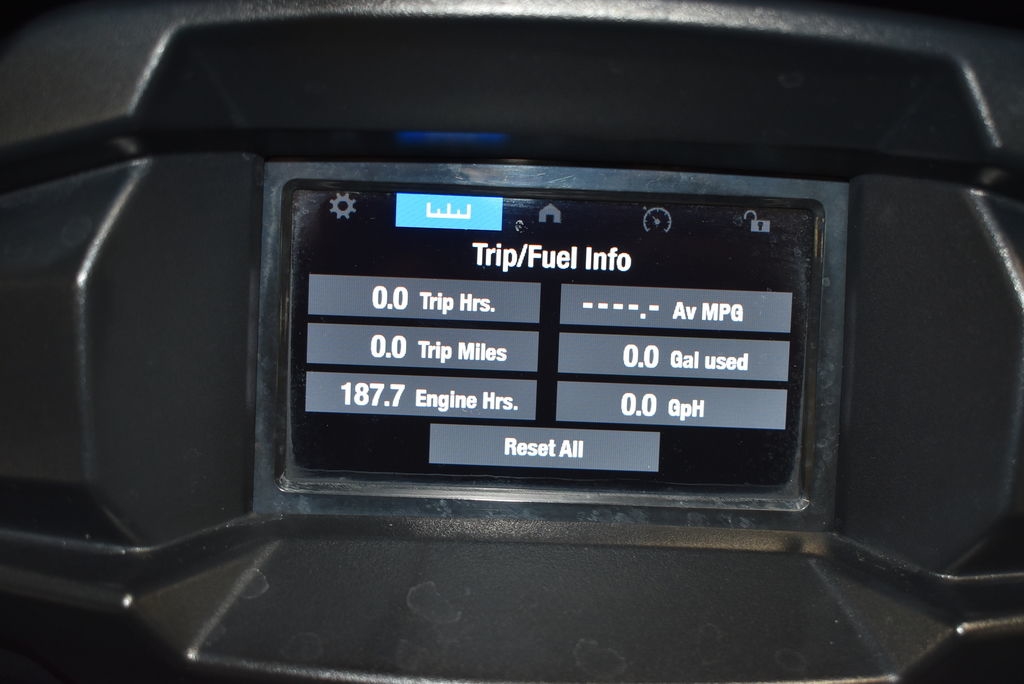 Trip/Fuel Info
0.0 Trip Hrs.
----.- Av MPG
0.0 Trip Miles
0.0 Gal used
187.7 Engine Hrs.
0.0 GpH
Reset All